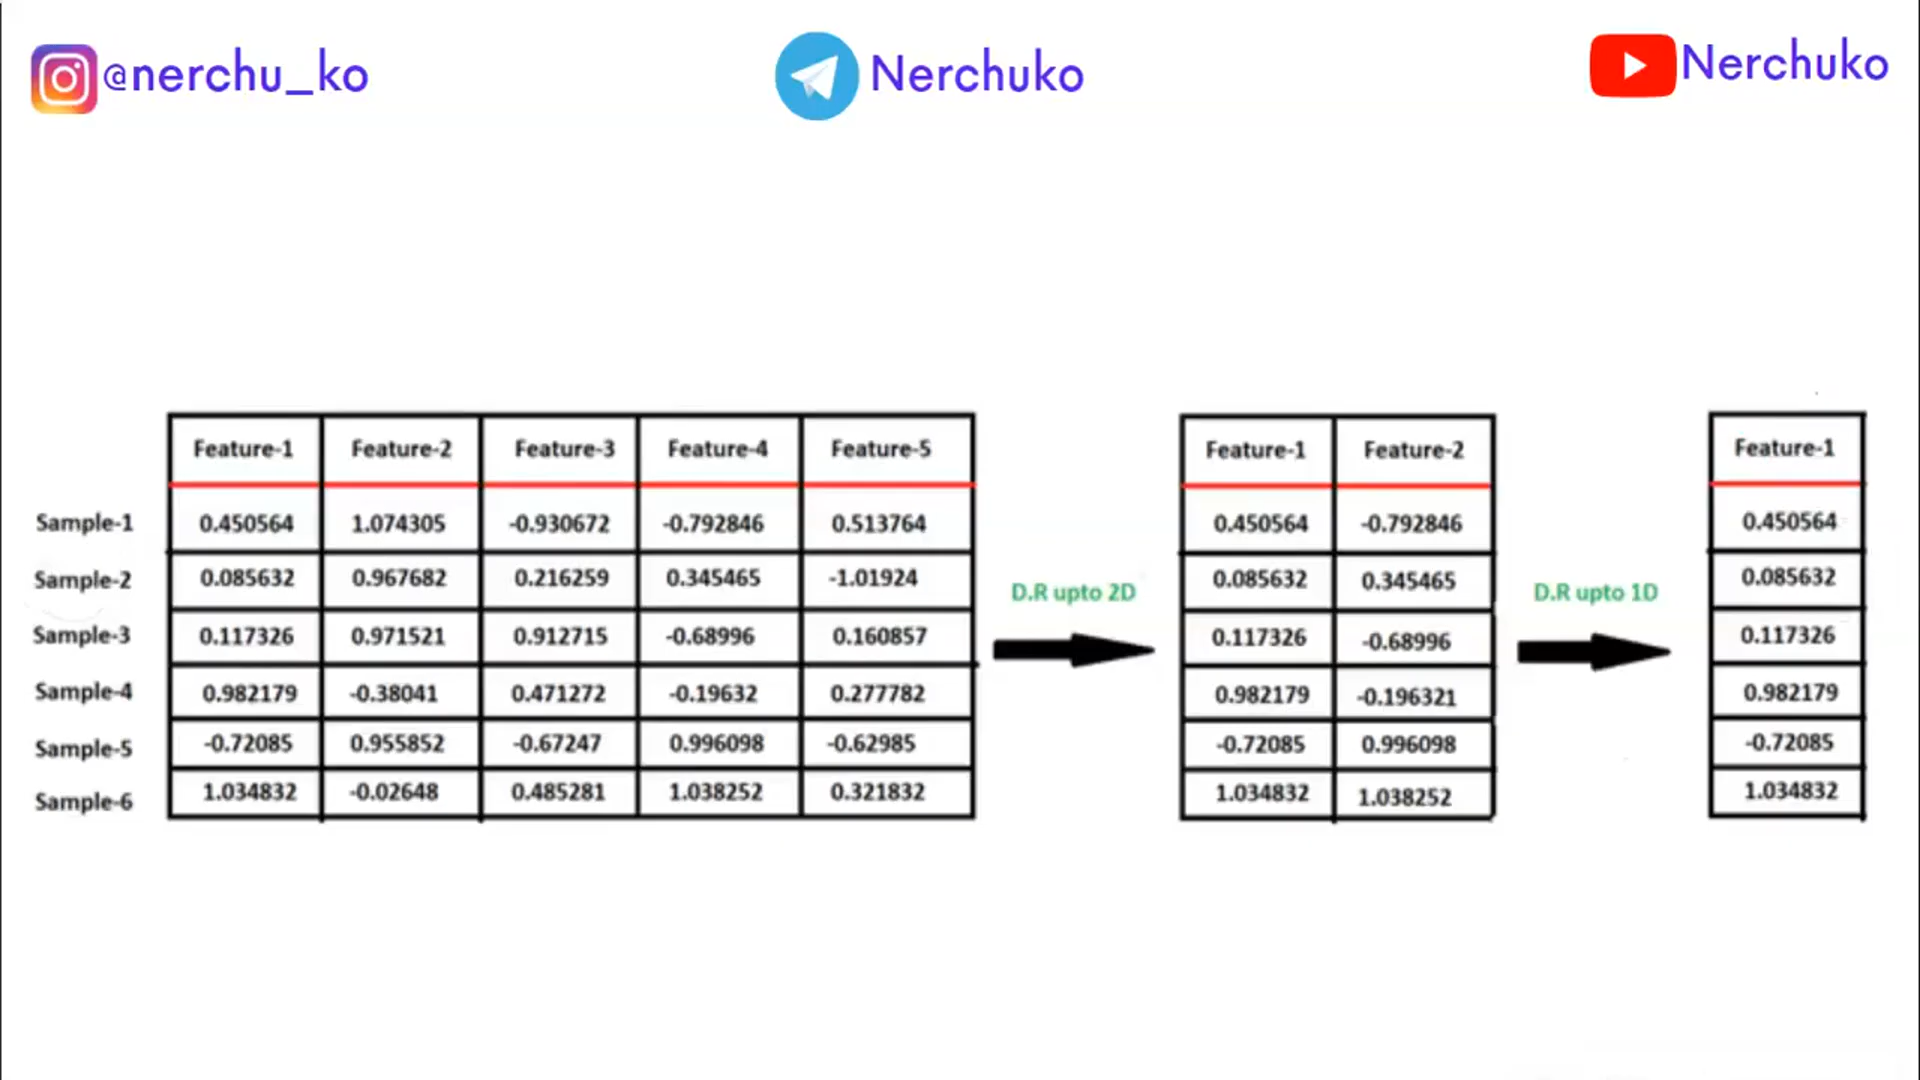 @nerchu_ko Nerchuko Nerchuko
Feature-1 Feature-2 Feature-3 Feature-4 Feature-5 Feature-1 Feature-2 Feature-1
Sample-1 0.450564 1.074305 -0.930672 -0.792846 0.513764 0.450564 -0.792846 0.450564
Sample-2 0.085632 0.967682 0.216259 0.345465 -1.01924 D.R upto 2D 0.085632 0.345465 D.R upto 1D 0.085632
Sample-3 0.117326 0.971521 0.912715 -0.68996 0.160857 0.117326 -0.68996 0.117326
Sample-4 0.982179 -0.38041 0.471272 -0.19632 0.277782 0.982179 -0.196321 0.982179
Sample-5 -0.72085 0.955852 -0.67247 0.996098 -0.62985 -0.72085 0.996098 -0.72085
Sample-6 1.034832 -0.02648 0.485281 1.038252 0.321832 1.034832 1.038252 1.034832